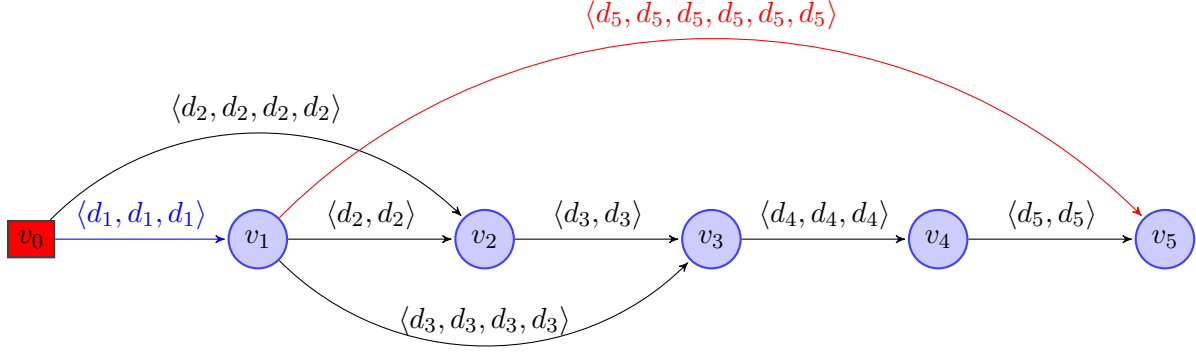 ⟨d₅, d₅, d₅, d₅, d₅, d₅⟩
⟨d₂, d₂, d₂, d₂⟩
⟨d₁, d₁, d₁⟩
⟨d₂, d₂⟩
⟨d₃, d₃⟩
⟨d₄, d₄, d₄⟩
⟨d₅, d₅⟩
v₀
v₁
v₂
v₃
v₄
v₅
⟨d₃, d₃, d₃, d₃⟩